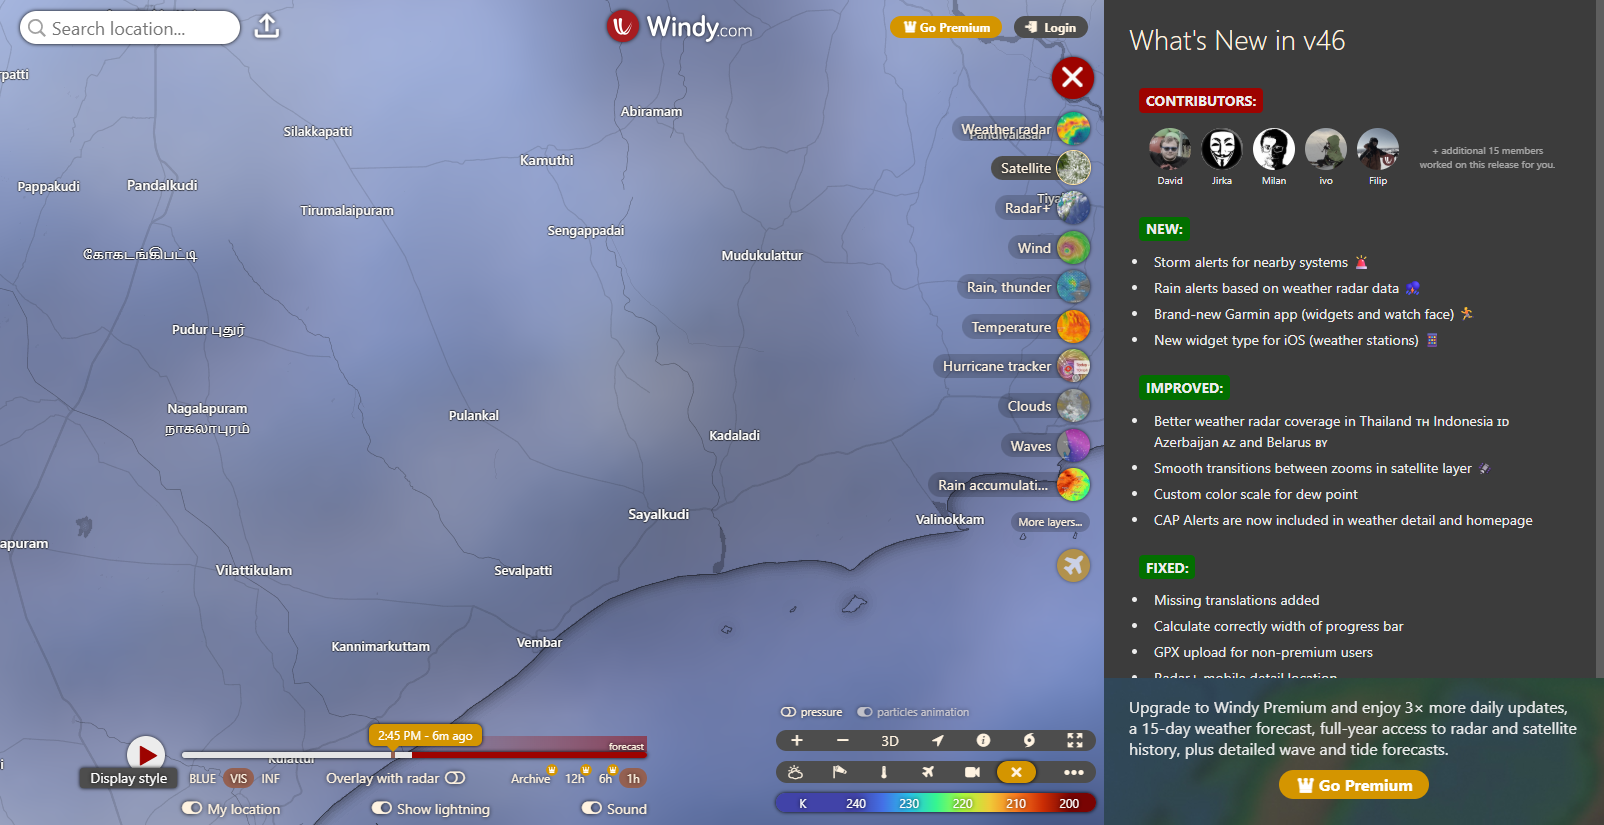 Search location...
Windy.com
Go Premium
Login
rpatti
Abiramam
Silakkapatti
Kamuthi
Pappakudi
Pandalkudi
Tirumalaipuram
Sengappadai
Mudukulattur
கோகடங்கிபட்டி
Pudur புதூர்
Nagalapuram
நாகலாபுரம்
Pulankal
Kadaladi
Sayalkudi
Valinokkam
apuram
Vilattikulam
Sevalpatti
Kannimarkuttam
Vembar
Kulattur
Weather radar
Pandivalasai
Satellite
Tiya
Radar+
Wind
Rain, thunder
Temperature
Hurricane tracker
Clouds
Waves
Rain accumulati...
More layers...
2:45 PM - 6m ago
forecast
Display style
BLUE VIS INF
Overlay with radar
Archive 12h 6h 1h
My location
Show lightning
Sound
pressure
particles animation
+ − 3D
K 240 230 220 210 200
What's New in v46
CONTRIBUTORS:
David Jirka Milan ivo Filip
+ additional 15 members
worked on this release for you.
NEW:
• Storm alerts for nearby systems
• Rain alerts based on weather radar data
• Brand-new Garmin app (widgets and watch face)
• New widget type for iOS (weather stations)
IMPROVED:
• Better weather radar coverage in Thailand TH Indonesia ID
Azerbaijan AZ and Belarus BY
• Smooth transitions between zooms in satellite layer
• Custom color scale for dew point
• CAP Alerts are now included in weather detail and homepage
FIXED:
• Missing translations added
• Calculate correctly width of progress bar
• GPX upload for non-premium users
• Radar+ mobile detail location
Upgrade to Windy Premium and enjoy 3× more daily updates,
a 15-day weather forecast, full-year access to radar and satellite
history, plus detailed wave and tide forecasts.
Go Premium